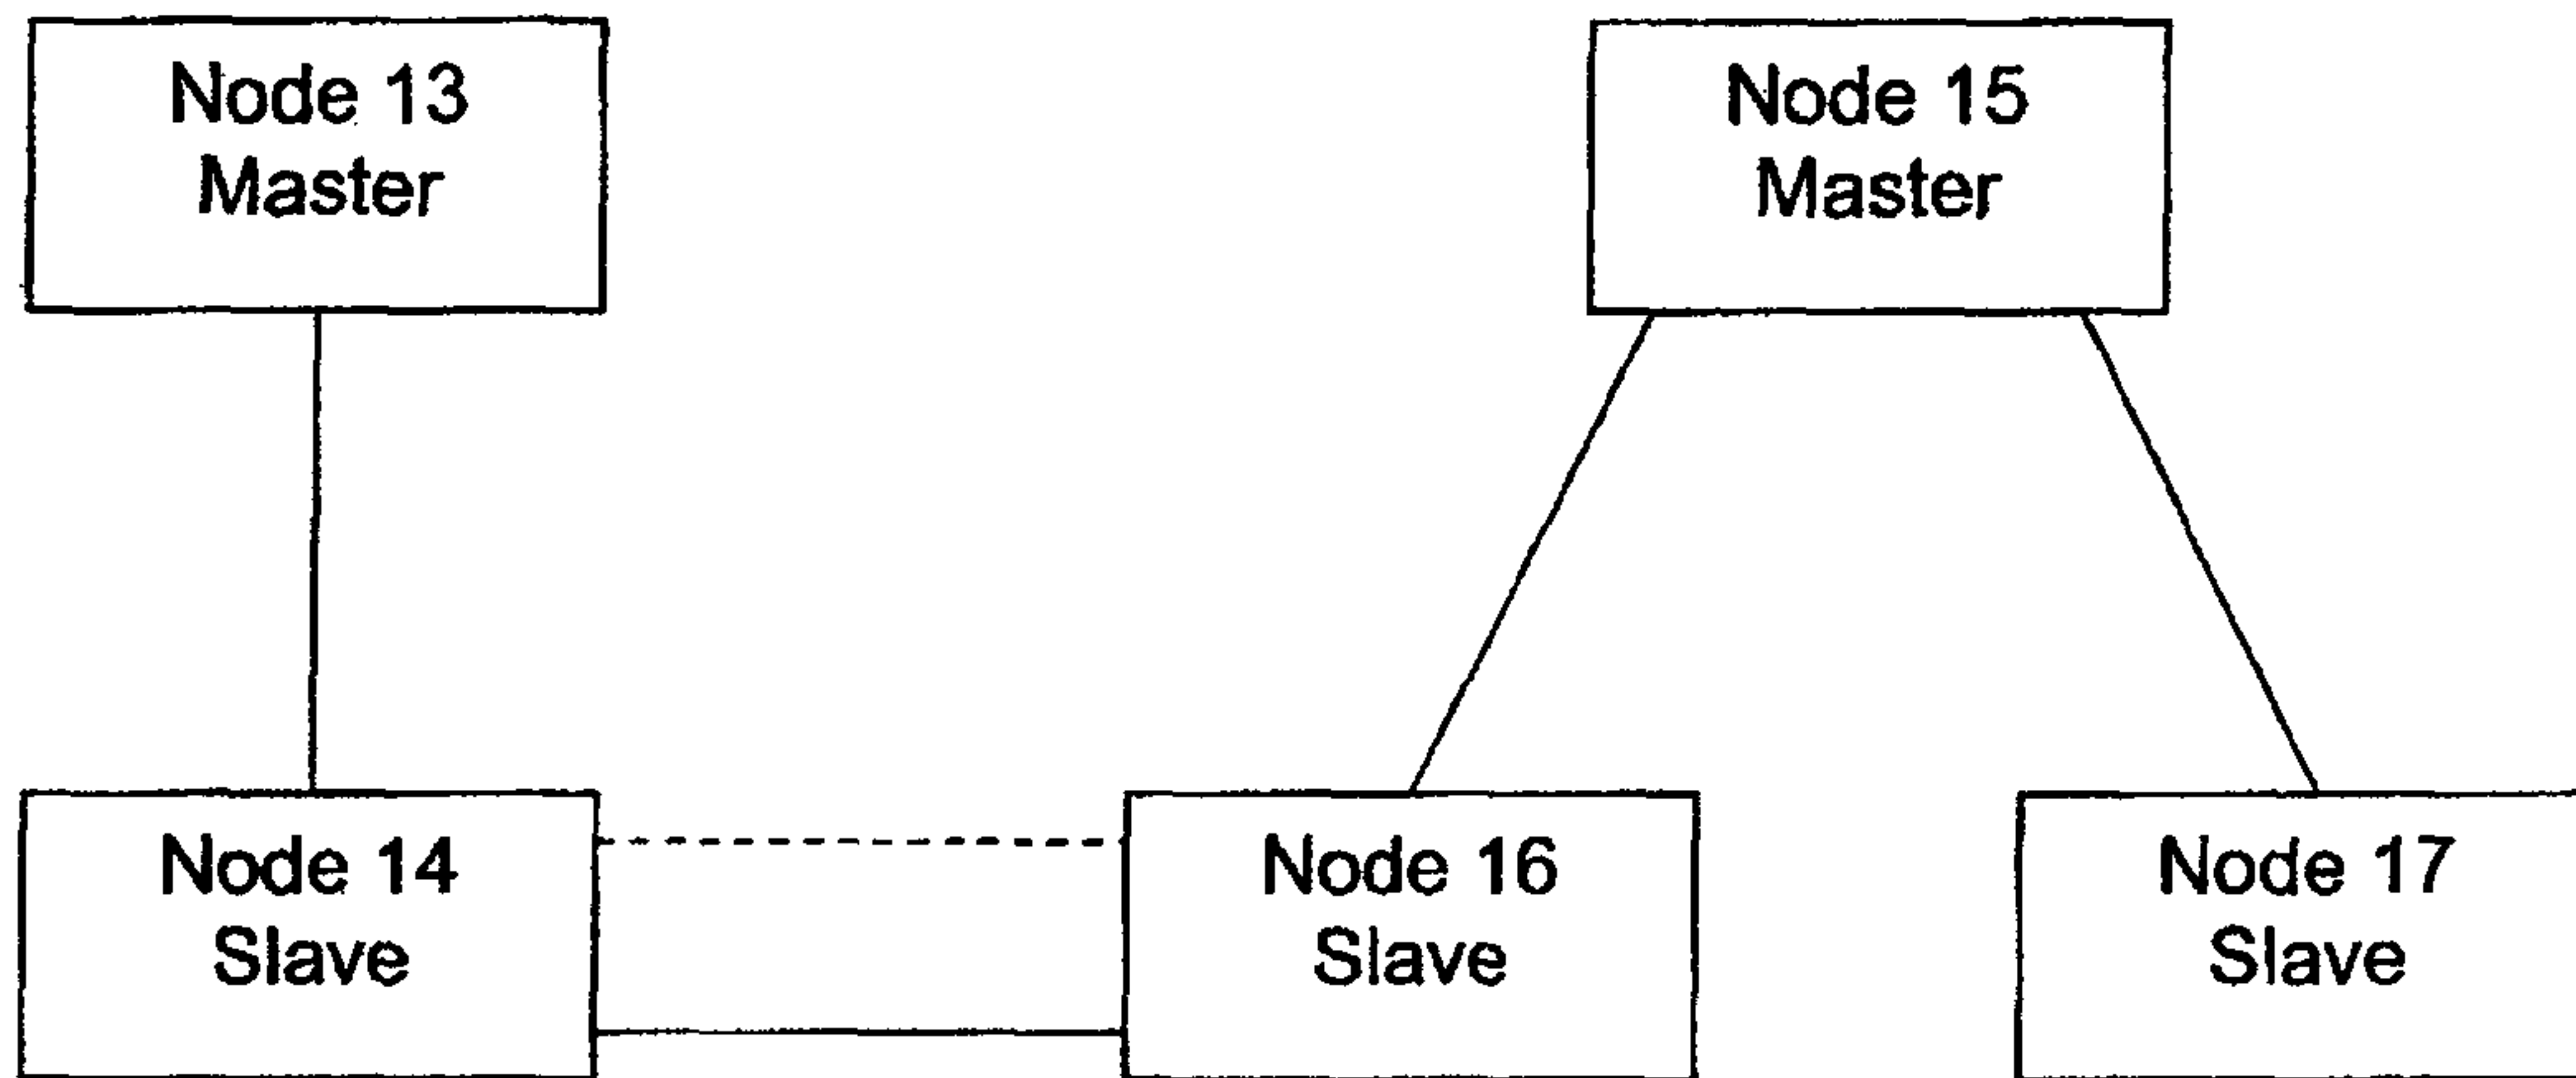 Node 13
Master
Node 15
Master
Node 14
Slave
Node 16
Slave
Node 17
Slave